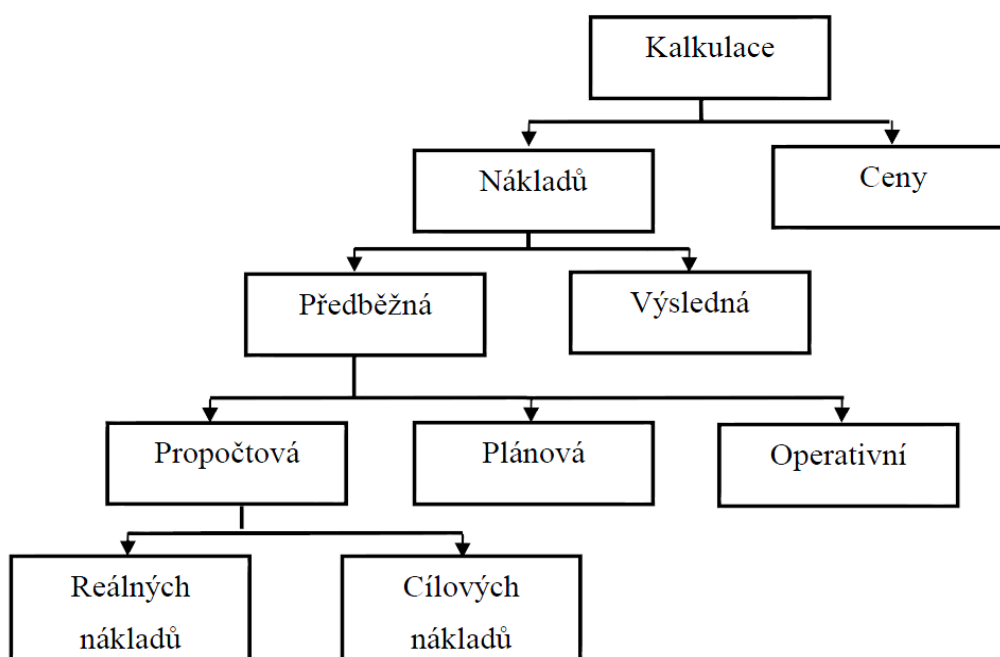 Kalkulace
Nákladů
Ceny
Předběžná
Výsledná
Propočtová
Plánová
Operativní
Reálných
nákladů
Cílových
nákladů